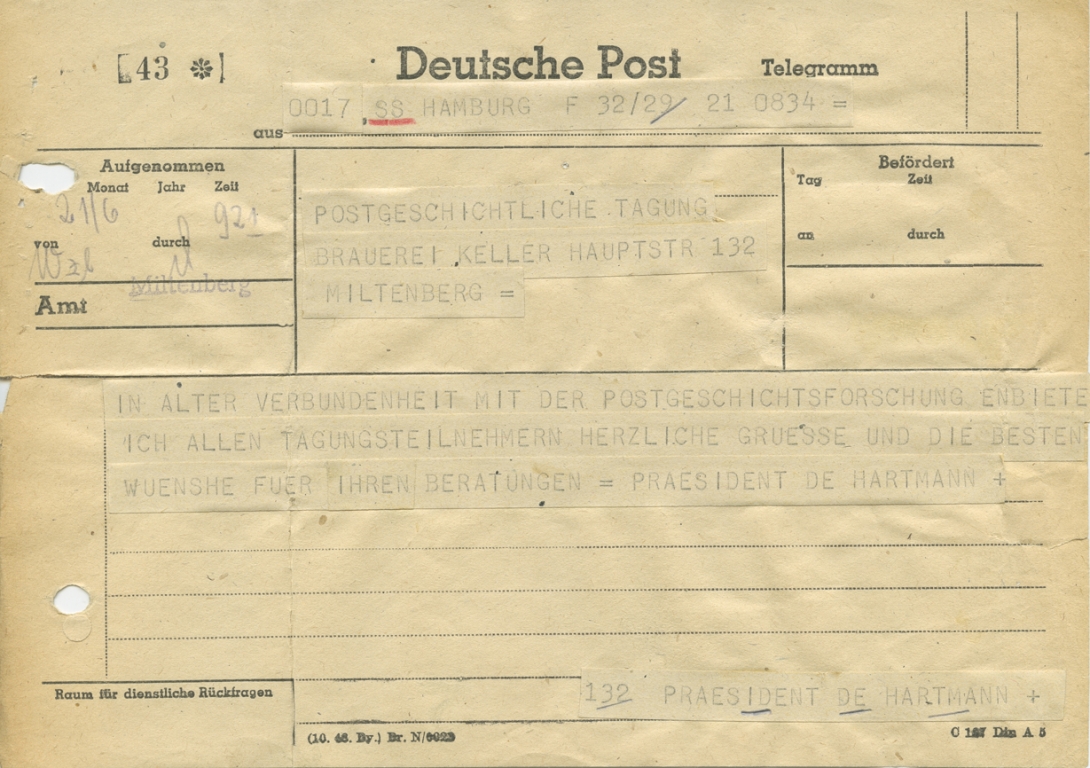 [43 *]
Deutsche Post Telegramm
0017 SS HAMBURG F 32/29 21 0834 =
aus
Aufgenommen
Monat Jahr Zeit
21/6 921
von durch
Wzb
Miltenberg
Amt
POSTGESCHICHTLICHE TAGUNG
BRAUEREI KELLER HAUPTSTR 132
MILTENBERG =
Befördert
Tag Zeit
an durch
IN ALTER VERBUNDENHEIT MIT DER POSTGESCHICHTSFORSCHUNG ENBIETE
ICH ALLEN TAGUNGSTEILNEHMERN HERZLICHE GRUESSE UND DIE BESTEN
WUENSHE FUER IHREN BERATUNGEN = PRAESIDENT DE HARTMANN +
Raum für dienstliche Rückfragen
132 PRAESIDENT DE HARTMANN +
(10. 46. By.) Br.
Din A 5